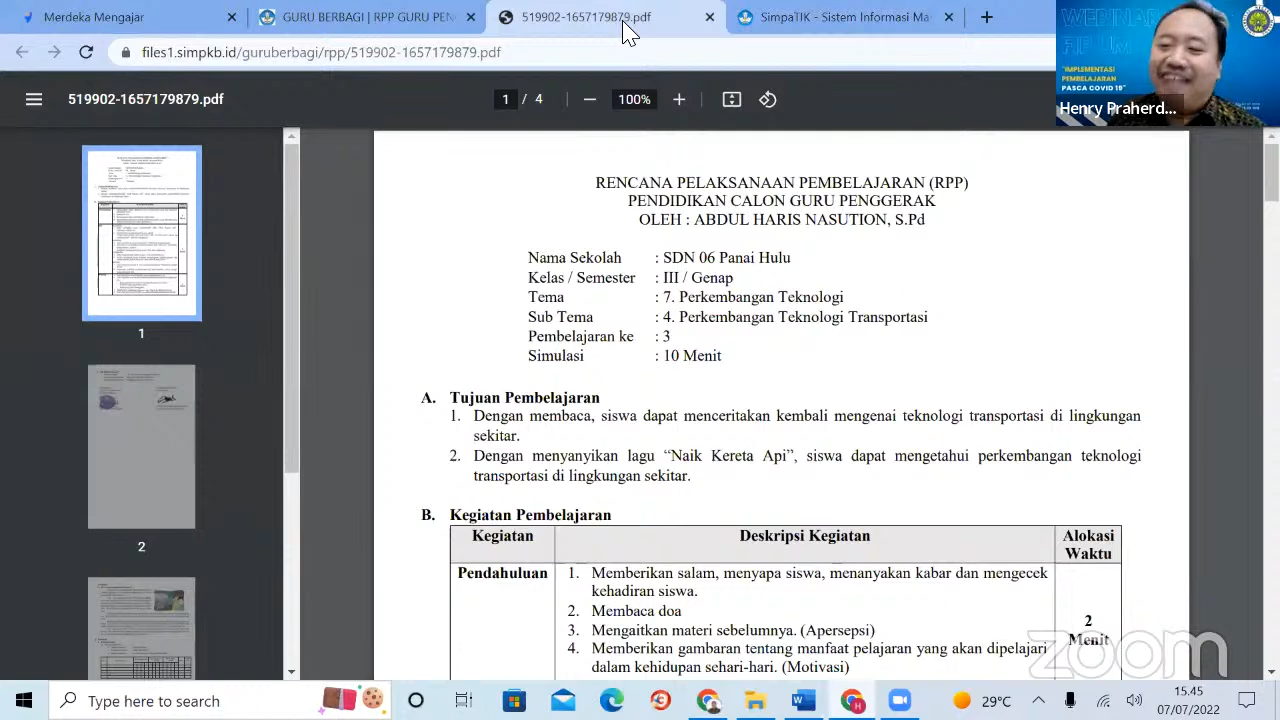 Merdeka Mengajar
GURU BERBAGI | GURU BERB
519902-1657179879.pdf
SimpaTIK | Sistem Informasi Mana
files1.simpkb.id/guruberbagi/rpp/519902-1657179879.pdf
WEBINAR
"IMPLEMENTASI
PEMBELAJARAN
PASCA COVID 19"
Henry Praherd...
519902-1657179879.pdf
1 / 4
100%
RENCANA PELAKSANAAN PEMBELAJARAN (RPP)
PENDIDIKAN CALON GURU PENGGERAK
OLEH : ABDUL HARIS NASUTION, S.Pd
Nama Sekolah : SDN 06 Panai Hulu
Kelas/Semester : III / Genap
Tema : 7. Perkembangan Teknologi
Sub Tema : 4. Perkembangan Teknologi Transportasi
Pembelajaran ke : 3
Simulasi : 10 Menit
A. Tujuan Pembelajaran
1. Dengan membaca, siswa dapat menceritakan kembali mengenai teknologi transportasi di lingkungan
sekitar.
2. Dengan menyanyikan lagu “Naik Kereta Api”, siswa dapat mengetahui perkembangan teknologi
transportasi di lingkungan sekitar.
B. Kegiatan Pembelajaran
Kegiatan Deskripsi Kegiatan Alokasi
Waktu
Pendahuluan 1. Memberikan salam, menyapa siswa, menanyakan kabar dan mengecek
kehadiran siswa.
2. Membaca doa
3. Mengaitkan materi sebelumnya. (Apersepsi)
4. Memberikan gambaran tentang manfaat pelajaran yang akan dipelajari
dalam kehidupan sehari-hari. (Motivasi)
2
Menit
1
2
zoom
Type here to search
29°C
15.45
07/07/2022